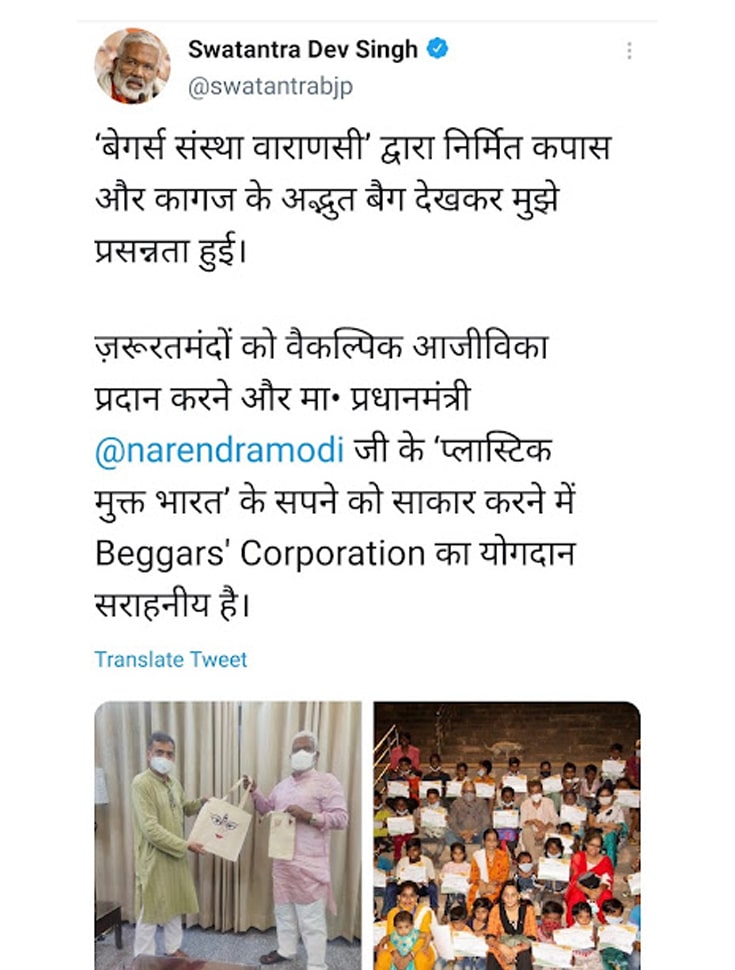 Swatantra Dev Singh
@swatantrabjp
‘बेगर्स संस्था वाराणसी’ द्वारा निर्मित कपास
और कागज के अद्भुत बैग देखकर मुझे
प्रसन्नता हुई।
ज़रूरतमंदों को वैकल्पिक आजीविका
प्रदान करने और मा• प्रधानमंत्री
@narendramodi जी के ‘प्लास्टिक
मुक्त भारत’ के सपने को साकार करने में
Beggars' Corporation का योगदान
सराहनीय है।
Translate Tweet